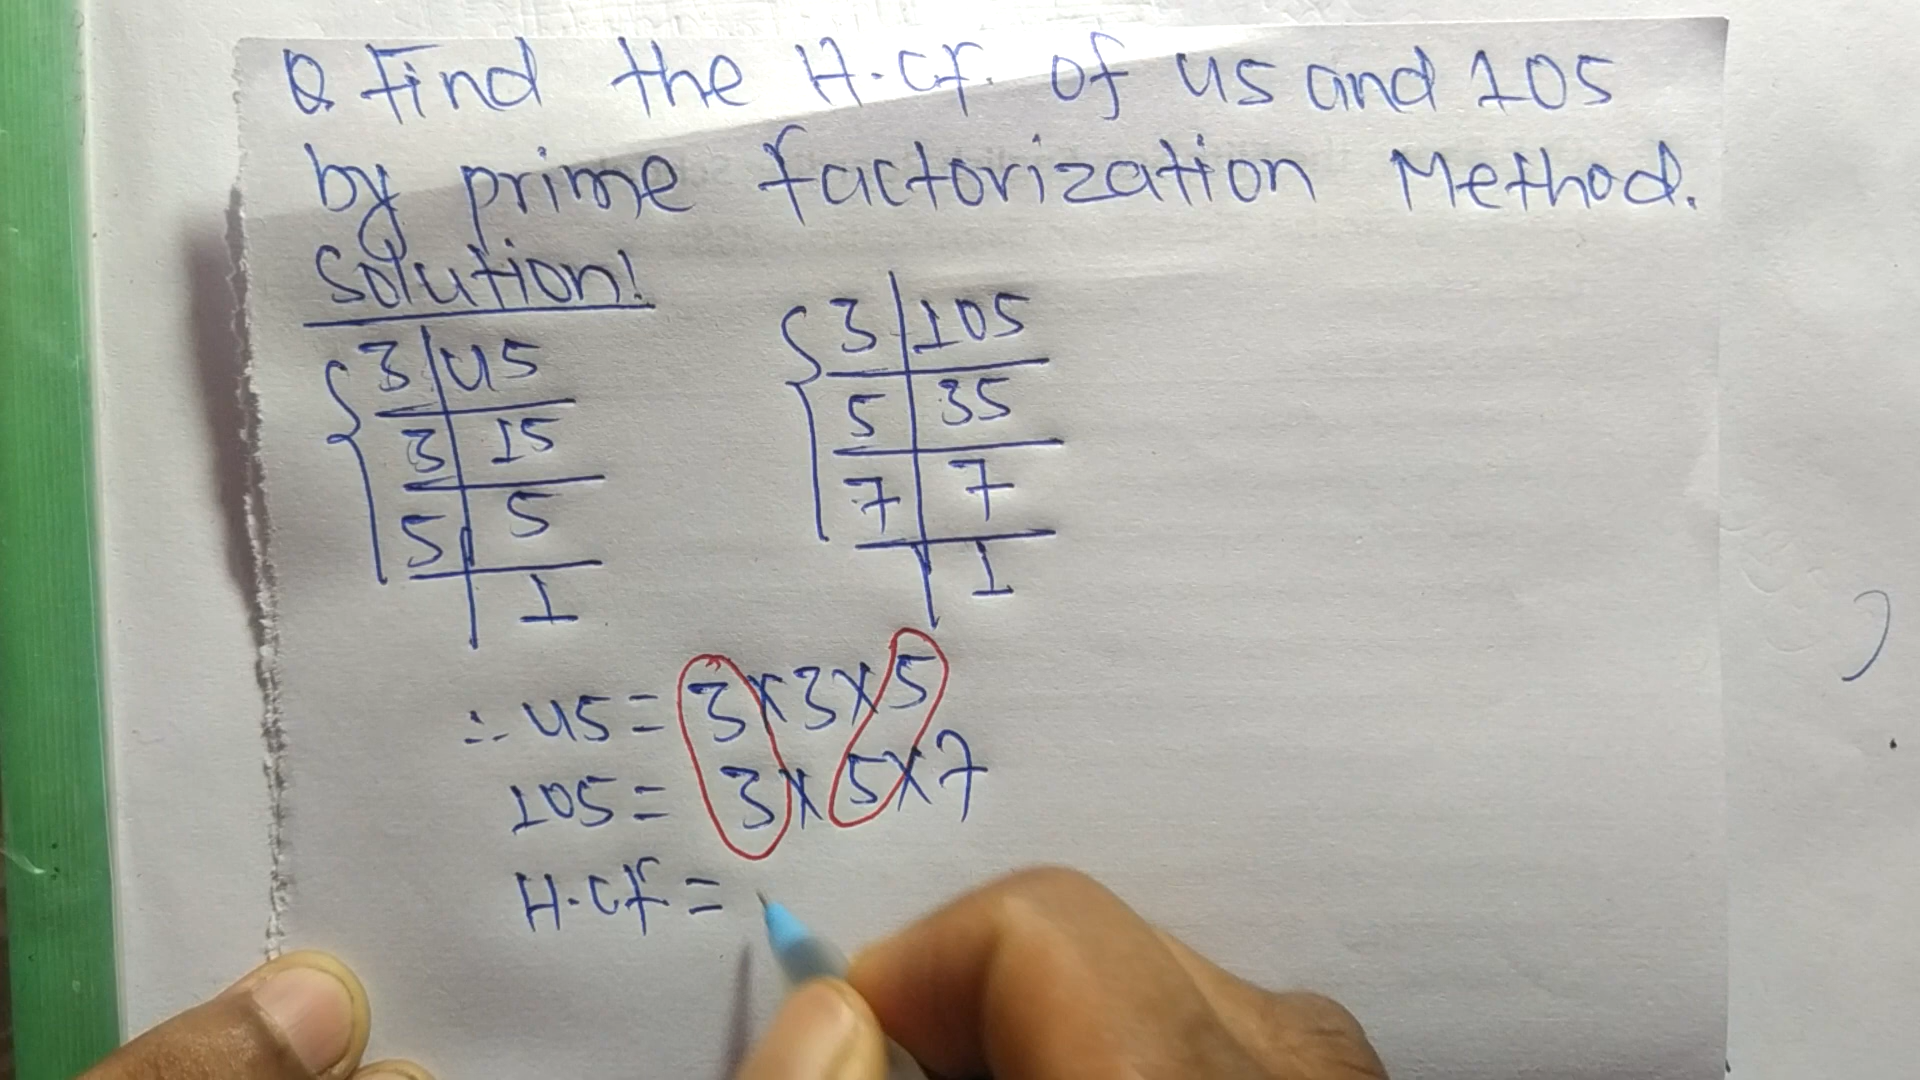 Q Find the H.C.F. of 45 and 105
by prime factorization Method.
Solution!
3 | 45
3 | 15
5 | 5
1
3 | 105
5 | 35
7 | 7
1
∴ 45 = 3×3×5
105 = 3×5×7
H.CF =